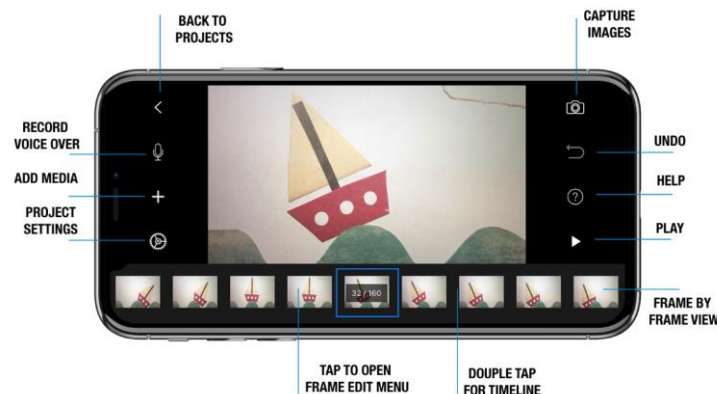 BACK TO
PROJECTS
CAPTURE
IMAGES
RECORD
VOICE OVER
UNDO
ADD MEDIA
HELP
PROJECT
SETTINGS
PLAY
32 / 160
FRAME BY
FRAME VIEW
TAP TO OPEN
FRAME EDIT MENU
DOUPLE TAP
FOR TIMELINE